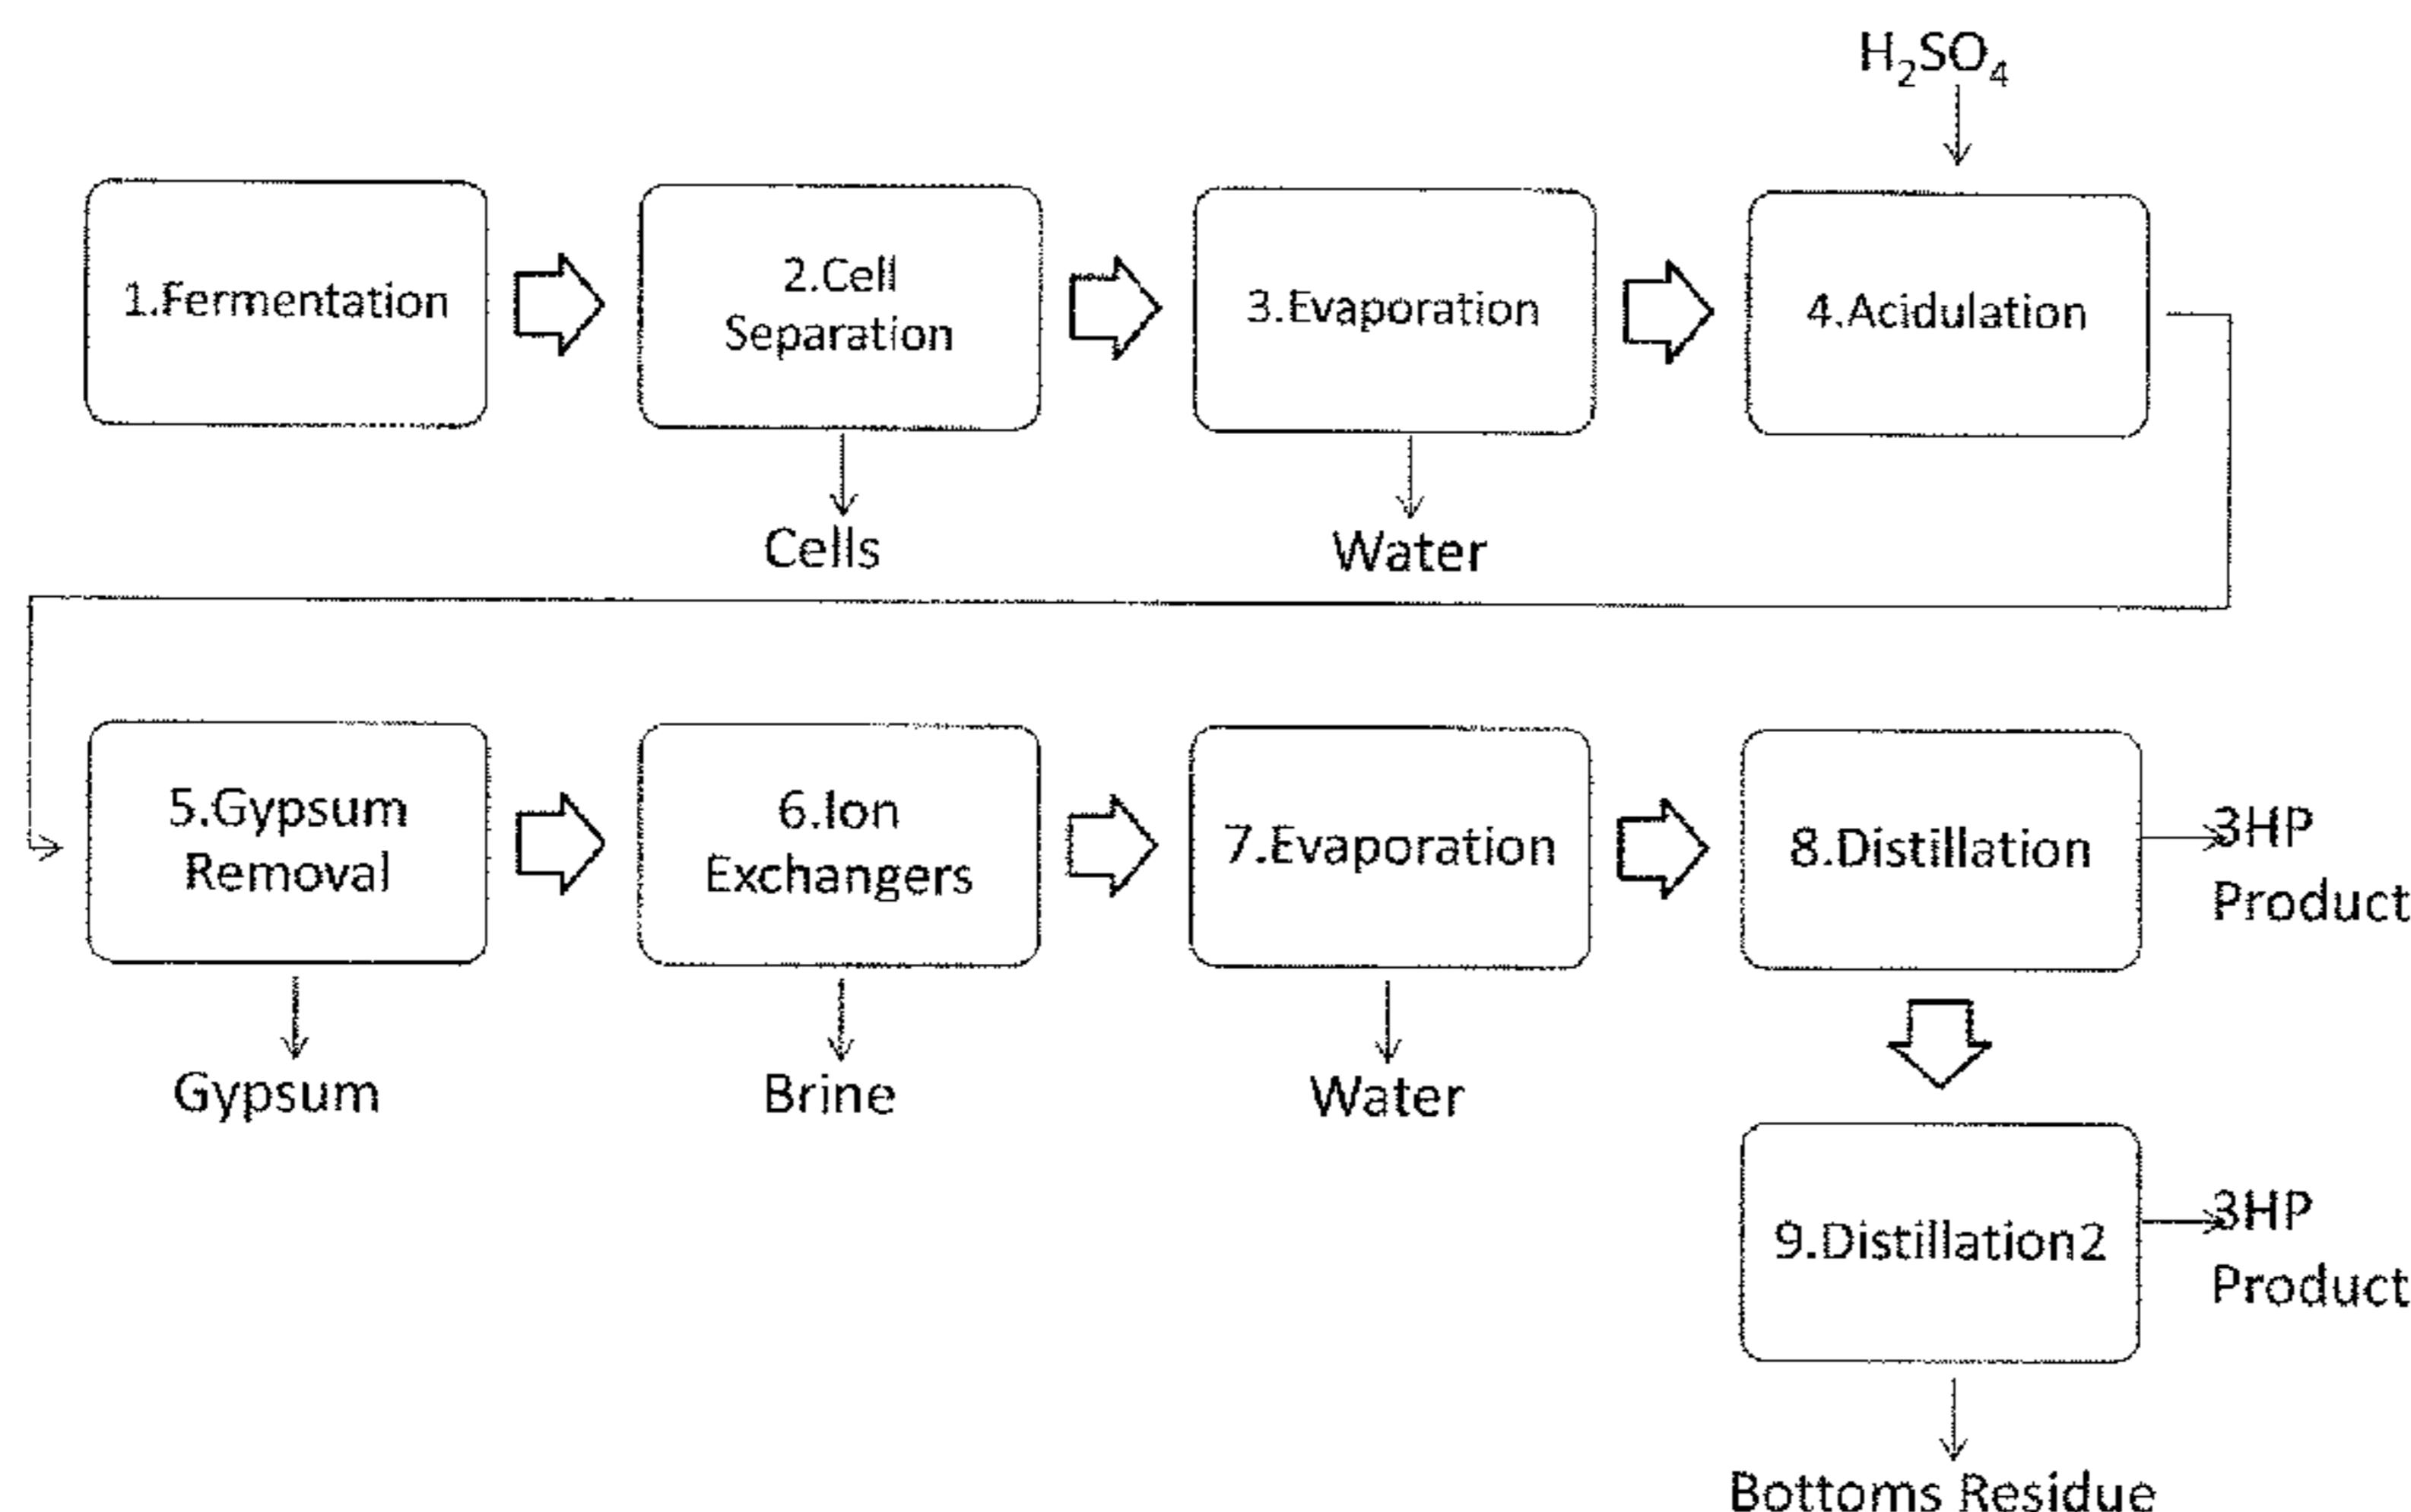 H₂SO₄
1.Fermentation
2.Cell
Separation
3.Evaporation
4.Acidulation
Cells
Water
5.Gypsum
Removal
6.Ion
Exchangers
7.Evaporation
8.Distillation
3HP
Product
Gypsum
Brine
Water
9.Distillation2
3HP
Product
Bottoms Residue